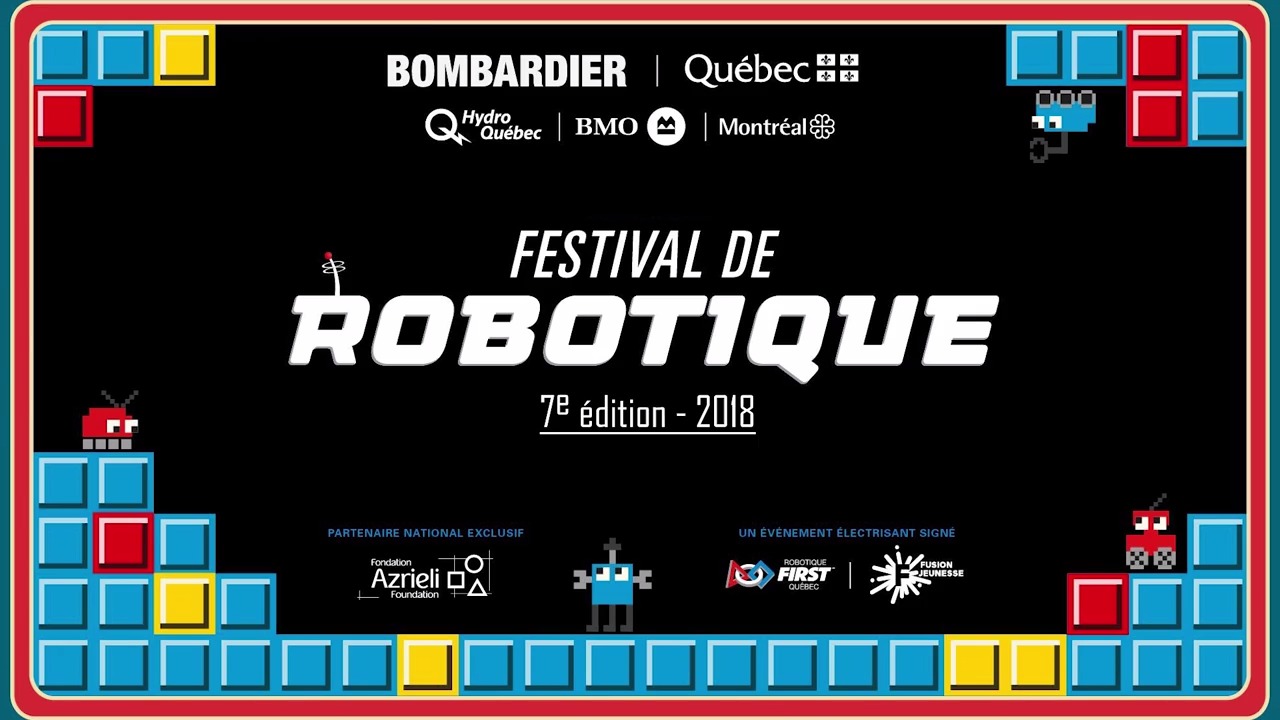 BOMBARDIER | Québec
Hydro Québec | BMO | Montréal
FESTIVAL DE
ROBOTIQUE
7e édition - 2018
PARTENAIRE NATIONAL EXCLUSIF
Fondation
Azrieli
Foundation
UN ÉVÈNEMENT ÉLECTRISANT SIGNÉ
ROBOTIQUE
FIRST
QUÉBEC
FUSION
JEUNESSE